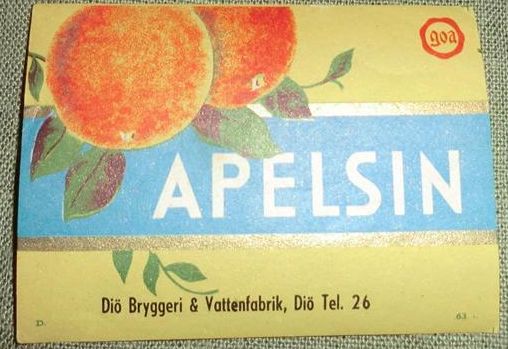 goa
APELSIN
Diö Bryggeri & Vattenfabrik, Diö Tel. 26
D.
63